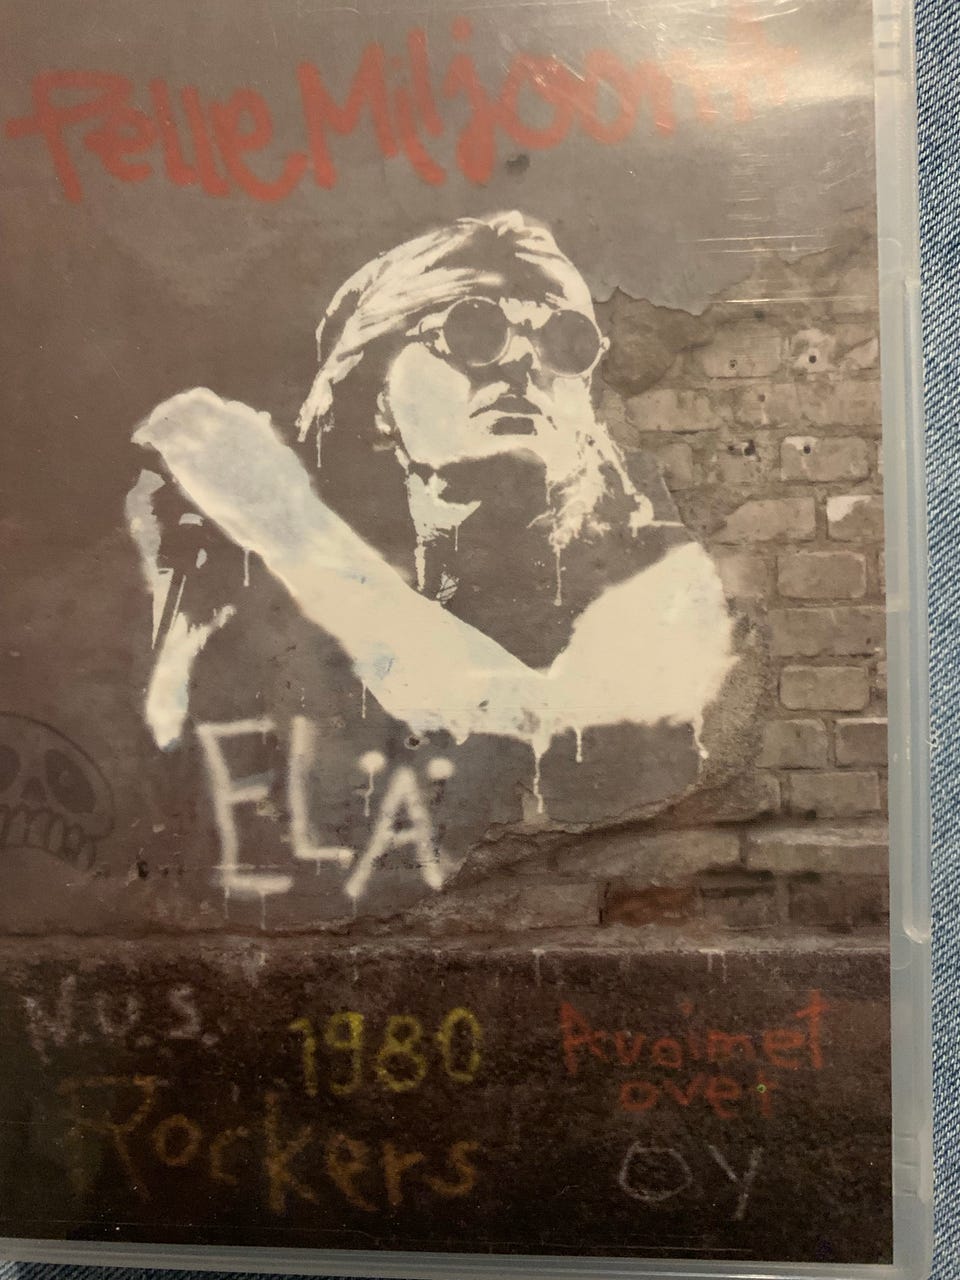 Pelle Miljoona
ELÄ
N.U.S.
1980
Avoimet
ovet
Rockers
OY